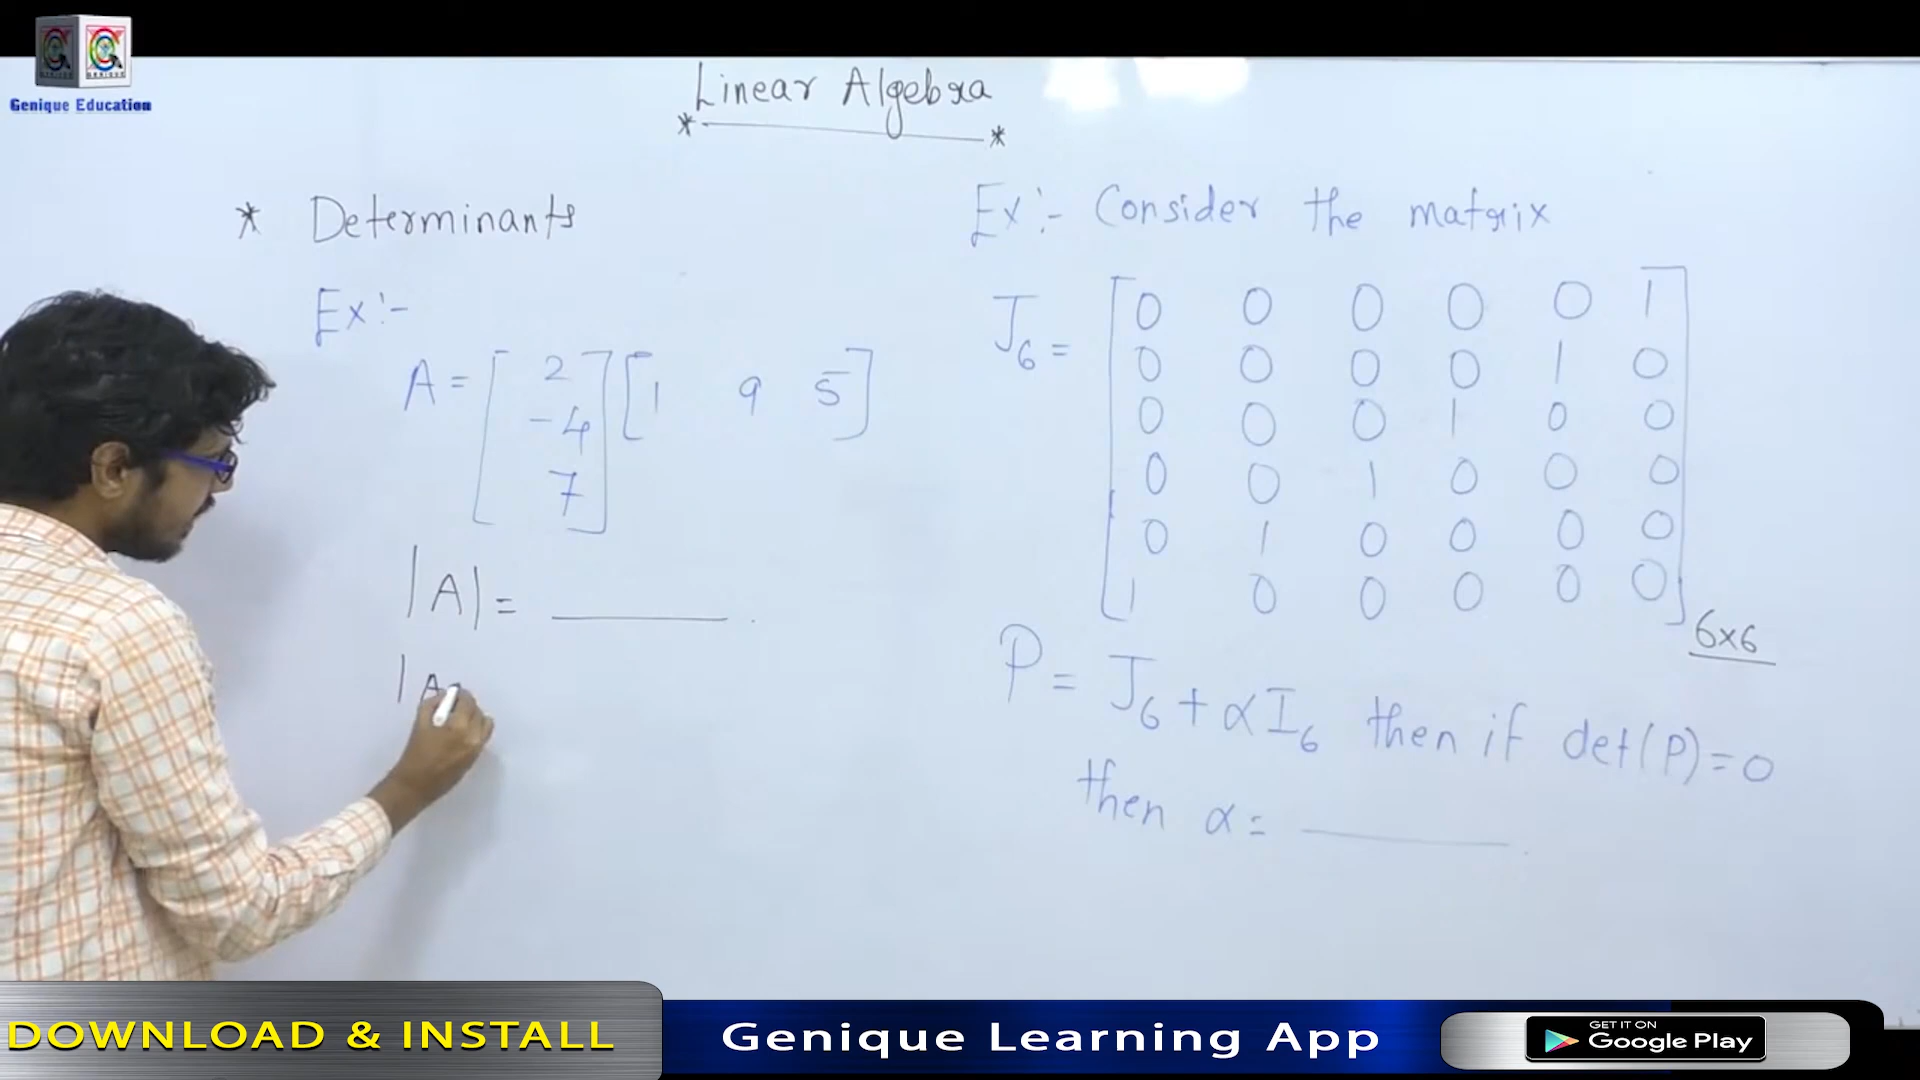 GENIQUE
Genique Education
Linear Algebra
* *
* Determinants
Ex:-
A = [ 2 ] [ 1 9 5 ]
-4
7
|A| = ______ .
|A
Ex:- Consider the matrix
J6 = [ 0 0 0 0 0 1
0 0 0 0 1 0
0 0 0 1 0 0
0 0 1 0 0 0
0 1 0 0 0 0
1 0 0 0 0 0 ]
6x6
P = J6 + αI6 then if det(P) = 0
then α = ______ .
DOWNLOAD & INSTALL
Genique Learning App
GET IT ON
Google Play